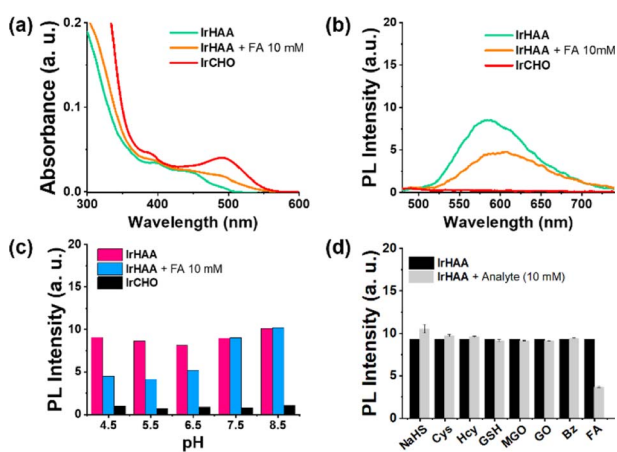 (a)
0.2
0.1
0.0
Absorbance (a. u.)
IrHAA
IrHAA + FA 10 mM
IrCHO
300 400 500 600
Wavelength (nm)
(b)
15
10
5
0
PL Intensity (a.u.)
IrHAA
IrHAA + FA 10mM
IrCHO
500 550 600 650 700
Wavelength (nm)
(c)
20
15
10
5
0
PL Intensity (a. u.)
IrHAA
IrHAA + FA 10 mM
IrCHO
4.5 5.5 6.5 7.5 8.5
pH
(d)
20
15
10
5
0
PL Intensity (a. u.)
IrHAA
IrHAA + Analyte (10 mM)
NaHS Cys Hcy GSH MGO GO Bz FA